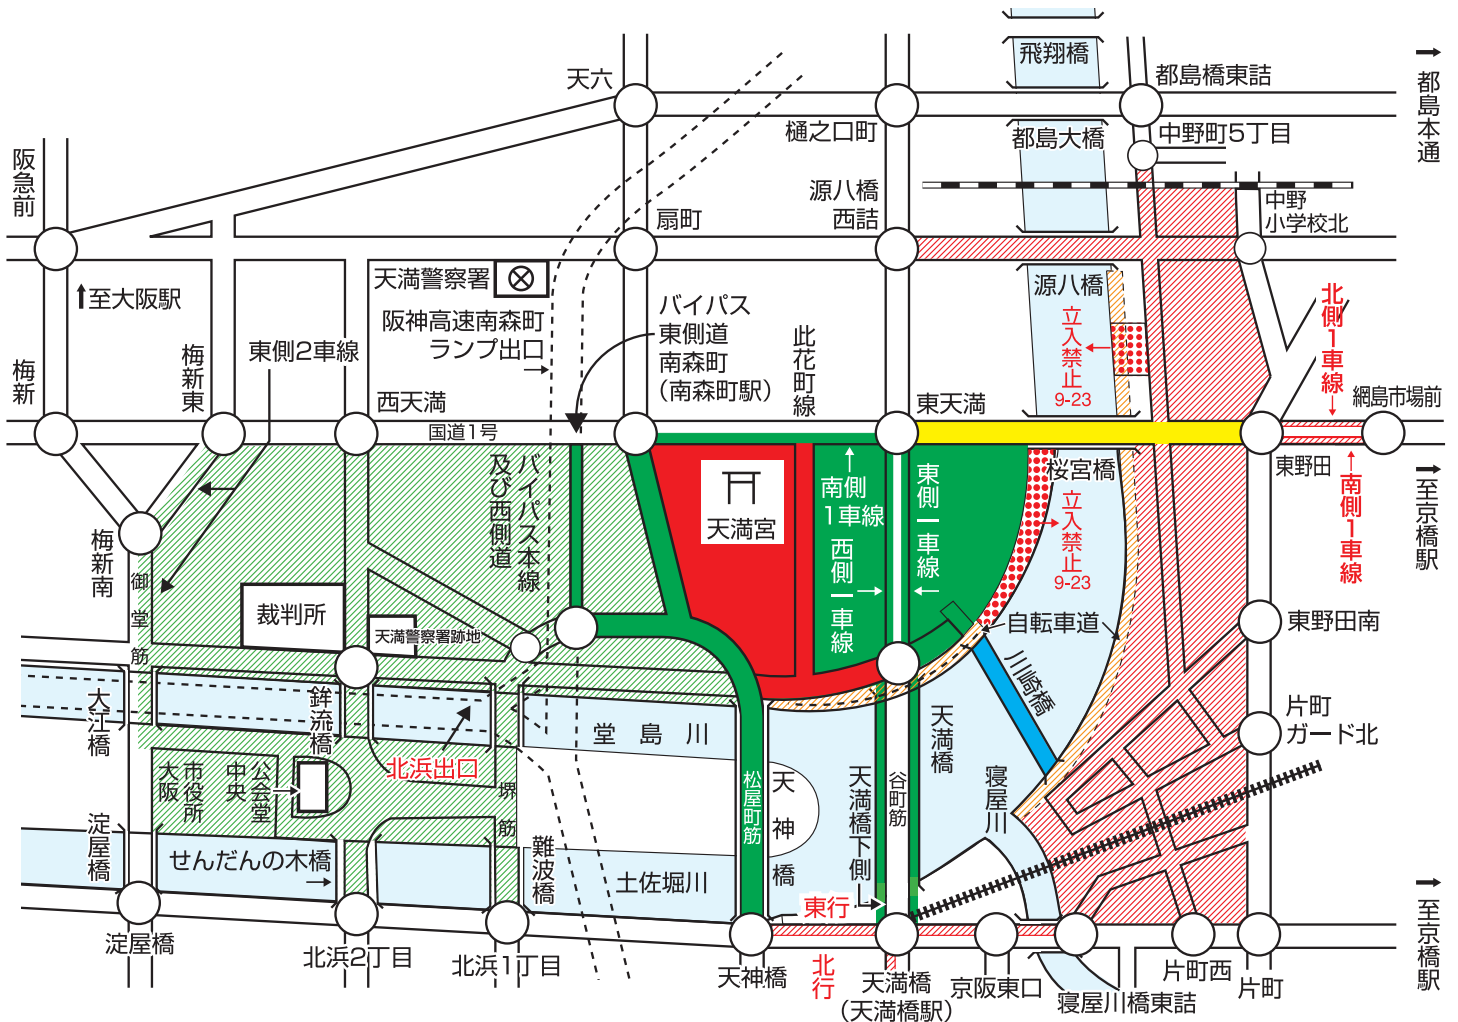 飛翔橋
天六
都島橋東詰
都島本通
樋之口町
都島大橋
中野町5丁目
阪急前
源八橋
西詰
扇町
中野
小学校北
天満警察署
源八橋
至大阪駅
阪神高速南森町
ランプ出口
バイパス
東側道
南森町
(南森町駅)
此花町線
立入禁止
9-23
北側1車線
梅新
梅新東
東側2車線
西天満
国道1号
東天満
網島市場前
東野田
南側1車線
至京橋駅
バイパス本線
及び西側道
天満宮
南側
1車線
西側一車線
東側一車線
桜宮橋
立入禁止
9-23
梅新南
御堂筋
裁判所
天満警察署跡地
自転車道
東野田南
川崎橋
大江橋
鉾流橋
堂島川
天満橋
片町
ガード北
北浜出口
大阪
市役所
中央
公会堂
堺筋
松屋町筋
天神橋
天満橋下側
谷町筋
寝屋川
淀屋橋
せんだんの木橋
難波橋
土佐堀川
東行
至京橋駅
淀屋橋
北浜2丁目
北浜1丁目
天神橋
北行
天満橋
(天満橋駅)
京阪東口
寝屋川橋東詰
片町西
片町